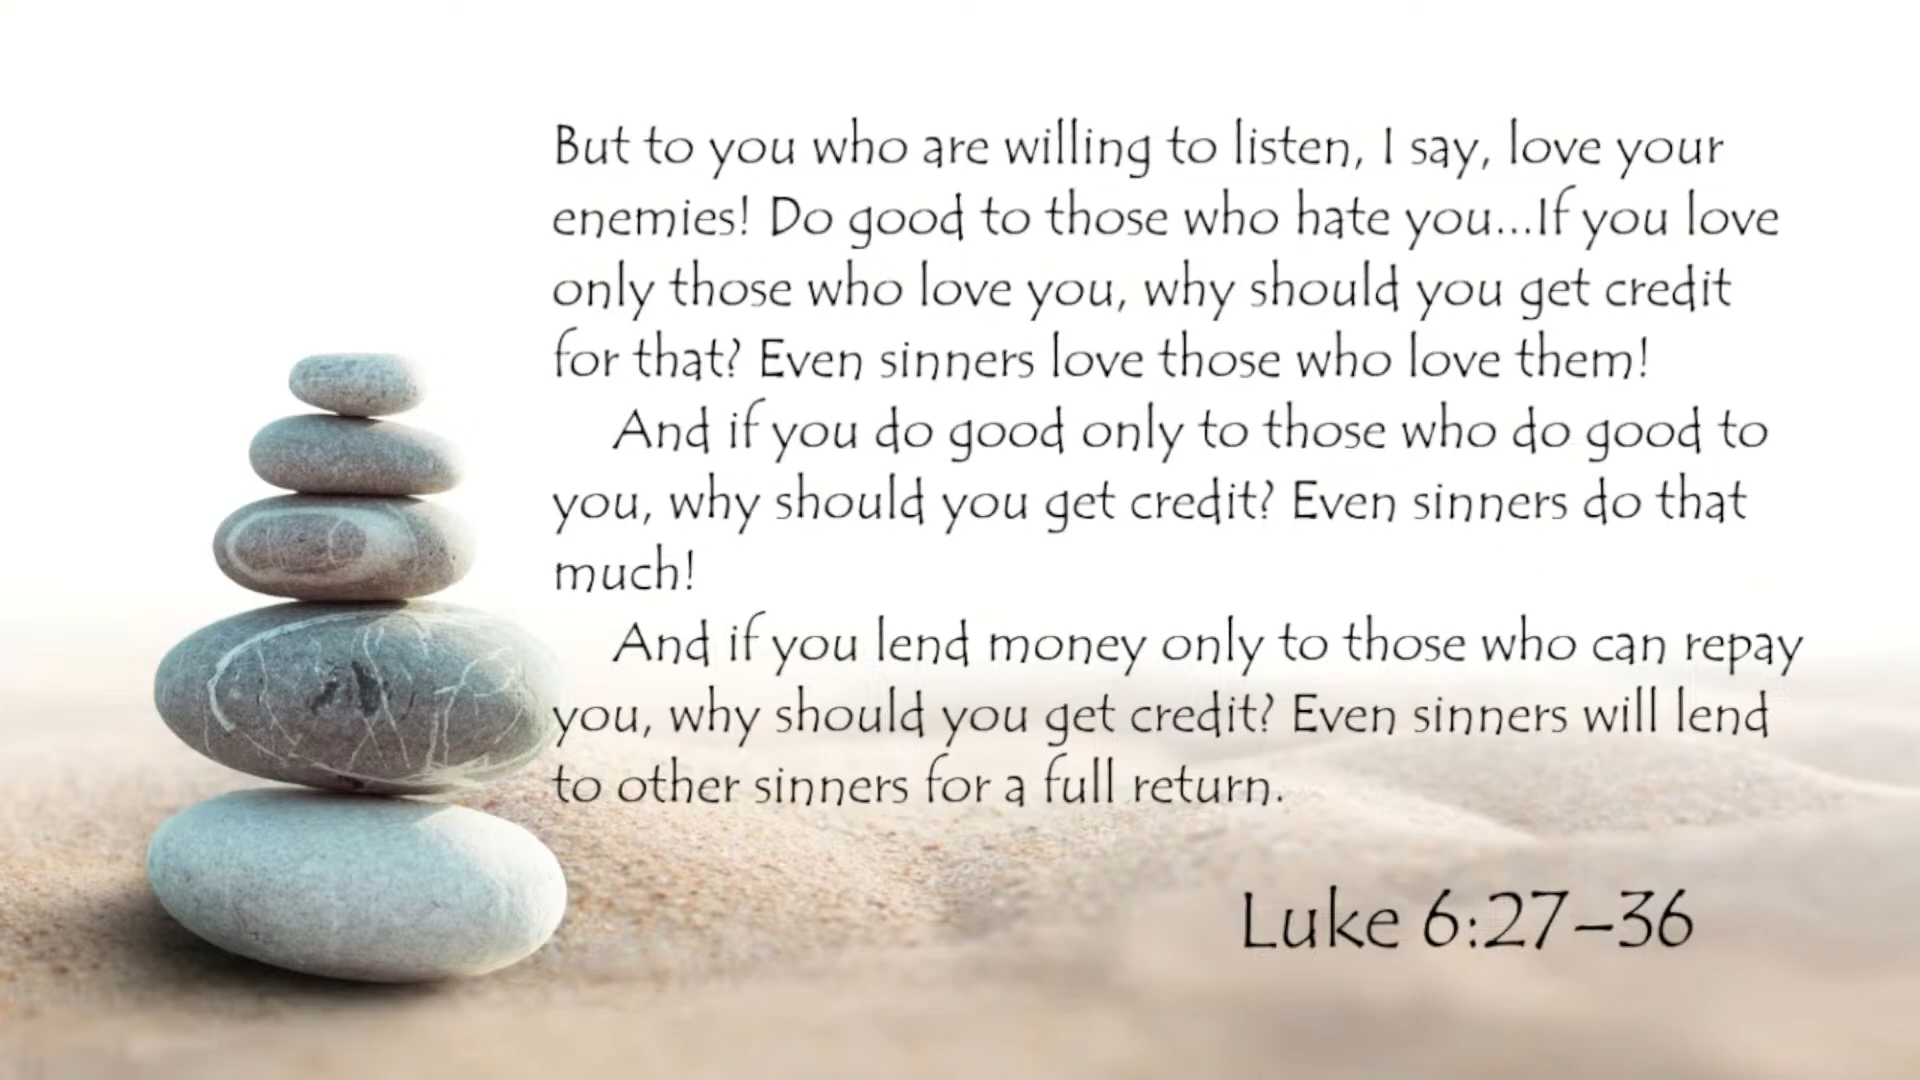 But to you who are willing to listen, I say, love your
enemies! Do good to those who hate you...If you love
only those who love you, why should you get credit
for that? Even sinners love those who love them!
And if you do good only to those who do good to
you, why should you get credit? Even sinners do that
much!
And if you lend money only to those who can repay
you, why should you get credit? Even sinners will lend
to other sinners for a full return.
Luke 6:27–36